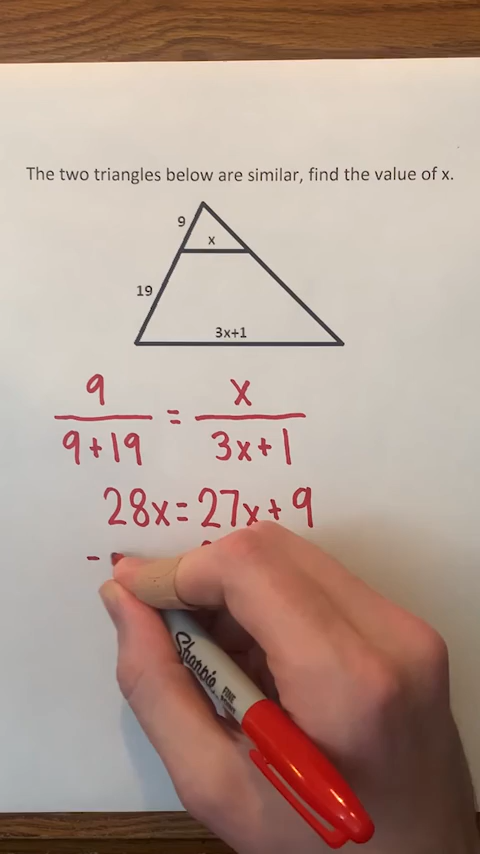 The two triangles below are similar, find the value of x.
9
x
19
3x+1
9/9+19 = x/3x+1
28x=27x+9
-
Sharpie
FINE